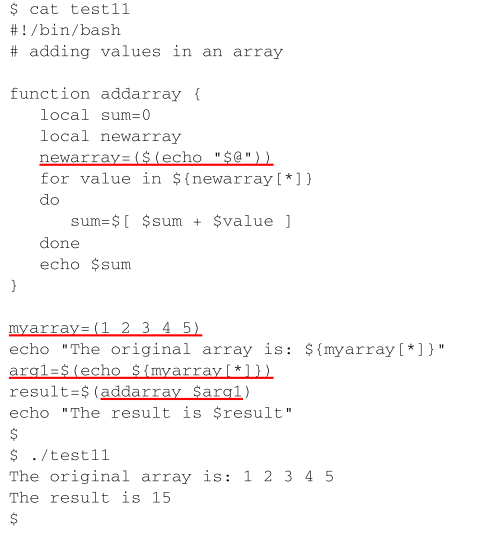 $ cat test11
#!/bin/bash
# adding values in an array
function addarray {
local sum=0
local newarray
newarray=($(echo "$@"))
for value in ${newarray[*]}
do
sum=$[ $sum + $value ]
done
echo $sum
}
myarray=(1 2 3 4 5)
echo "The original array is: ${myarray[*]}"
arg1=$(echo ${myarray[*]})
result=$(addarray $arg1)
echo "The result is $result"
$
$ ./test11
The original array is: 1 2 3 4 5
The result is 15
$